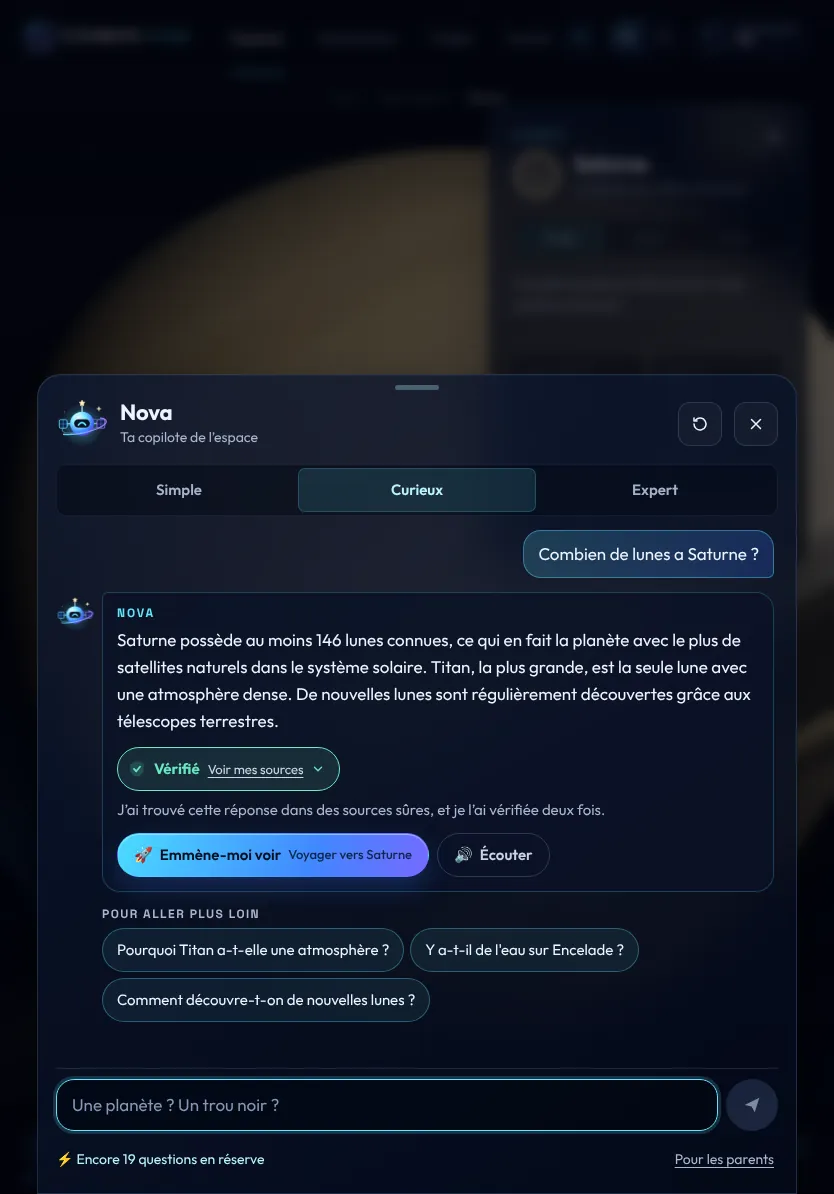 Nova
Ta copilote de l'espace
Simple
Curieux
Expert
Combien de lunes a Saturne ?
NOVA
Saturne possède au moins 146 lunes connues, ce qui en fait la planète avec le plus de
satellites naturels dans le système solaire. Titan, la plus grande, est la seule lune avec
une atmosphère dense. De nouvelles lunes sont régulièrement découvertes grâce aux
télescopes terrestres.
Vérifié Voir mes sources
J'ai trouvé cette réponse dans des sources sûres, et je l'ai vérifiée deux fois.
Emmène-moi voir Voyager vers Saturne
Écouter
POUR ALLER PLUS LOIN
Pourquoi Titan a-t-elle une atmosphère ?
Y a-t-il de l'eau sur Encelade ?
Comment découvre-t-on de nouvelles lunes ?
Une planète ? Un trou noir ?
⚡ Encore 19 questions en réserve
Pour les parents